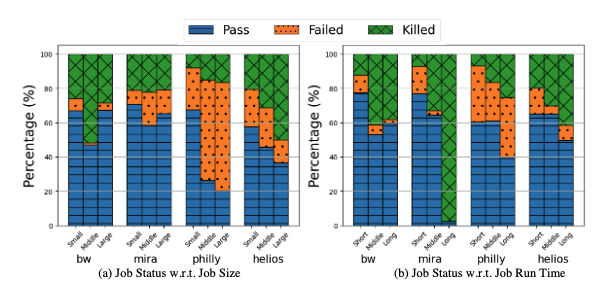 Pass Failed Killed
Percentage (%)
100
80
60
40
20
0
Small Middle Large Small Middle Large Small Middle Large Small Middle Large
bw mira philly helios
(a) Job Status w.r.t. Job Size
Percentage (%)
100
80
60
40
20
0
Short Middle Long Short Middle Long Short Middle Long Short Middle Long
bw mira philly helios
(b) Job Status w.r.t. Job Run Time